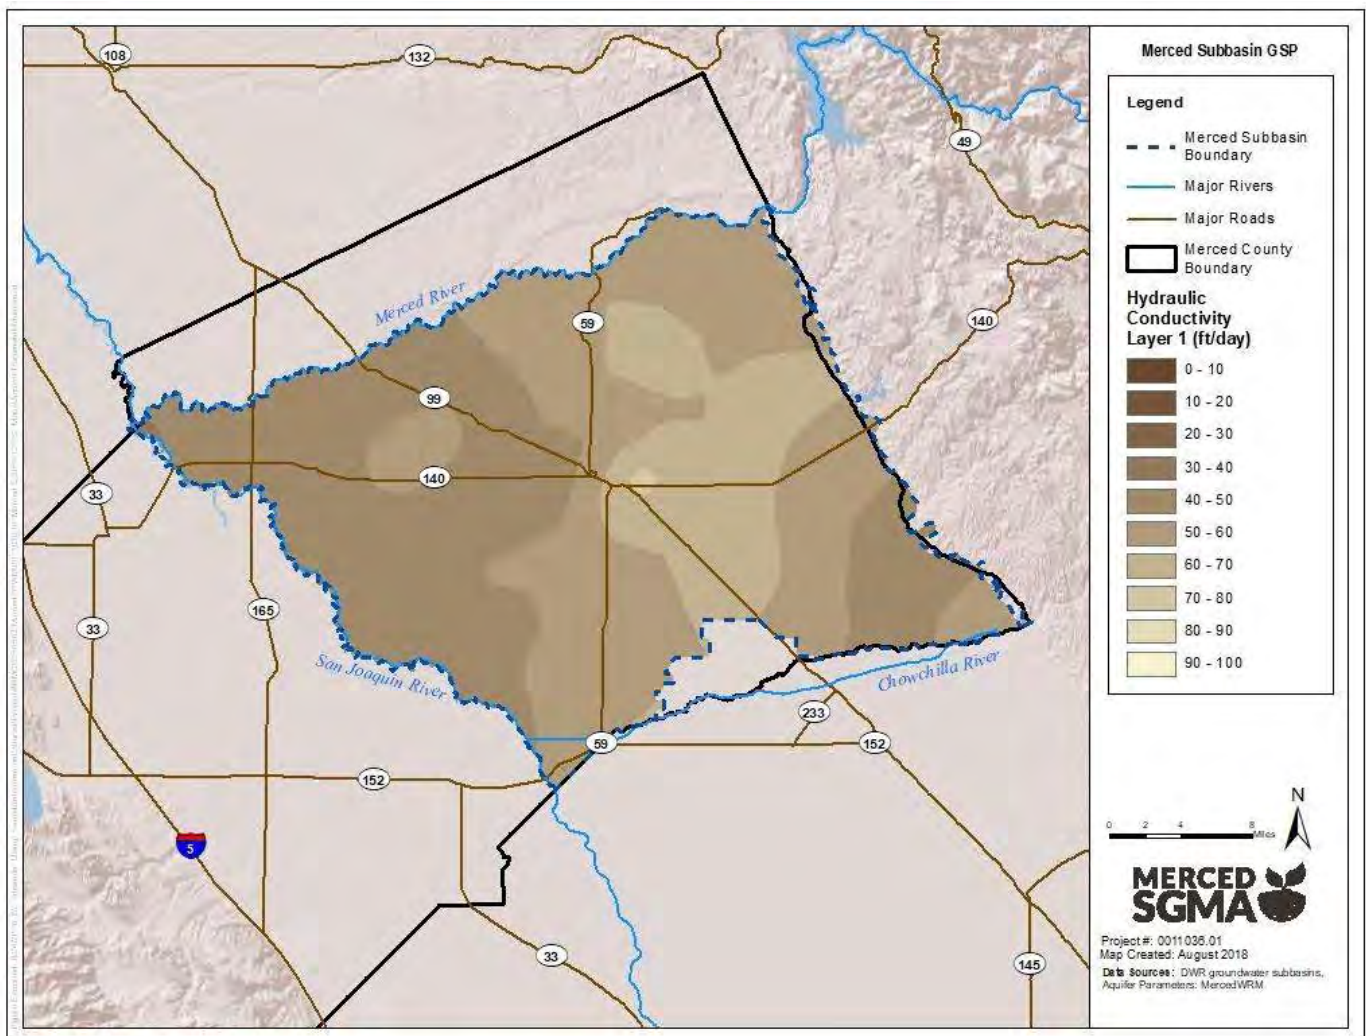 Merced Subbasin GSP
Legend
Merced Subbasin
Boundary
Major Rivers
Major Roads
Merced County
Boundary
Hydraulic
Conductivity
Layer 1 (ft/day)
0 - 10
10 - 20
20 - 30
30 - 40
40 - 50
50 - 60
60 - 70
70 - 80
80 - 90
90 - 100
108
132
49
Merced River
59
140
99
140
33
165
33
San Joaquin River
Chowchilla River
233
59
152
152
5
33
145
N
0 2 4 8
Miles
MERCED
SGMA
Project #: 0011036.01
Map Created: August 2018
Data Sources: DWR groundwater subbasins,
Aquifer Parameters: MercedWRM